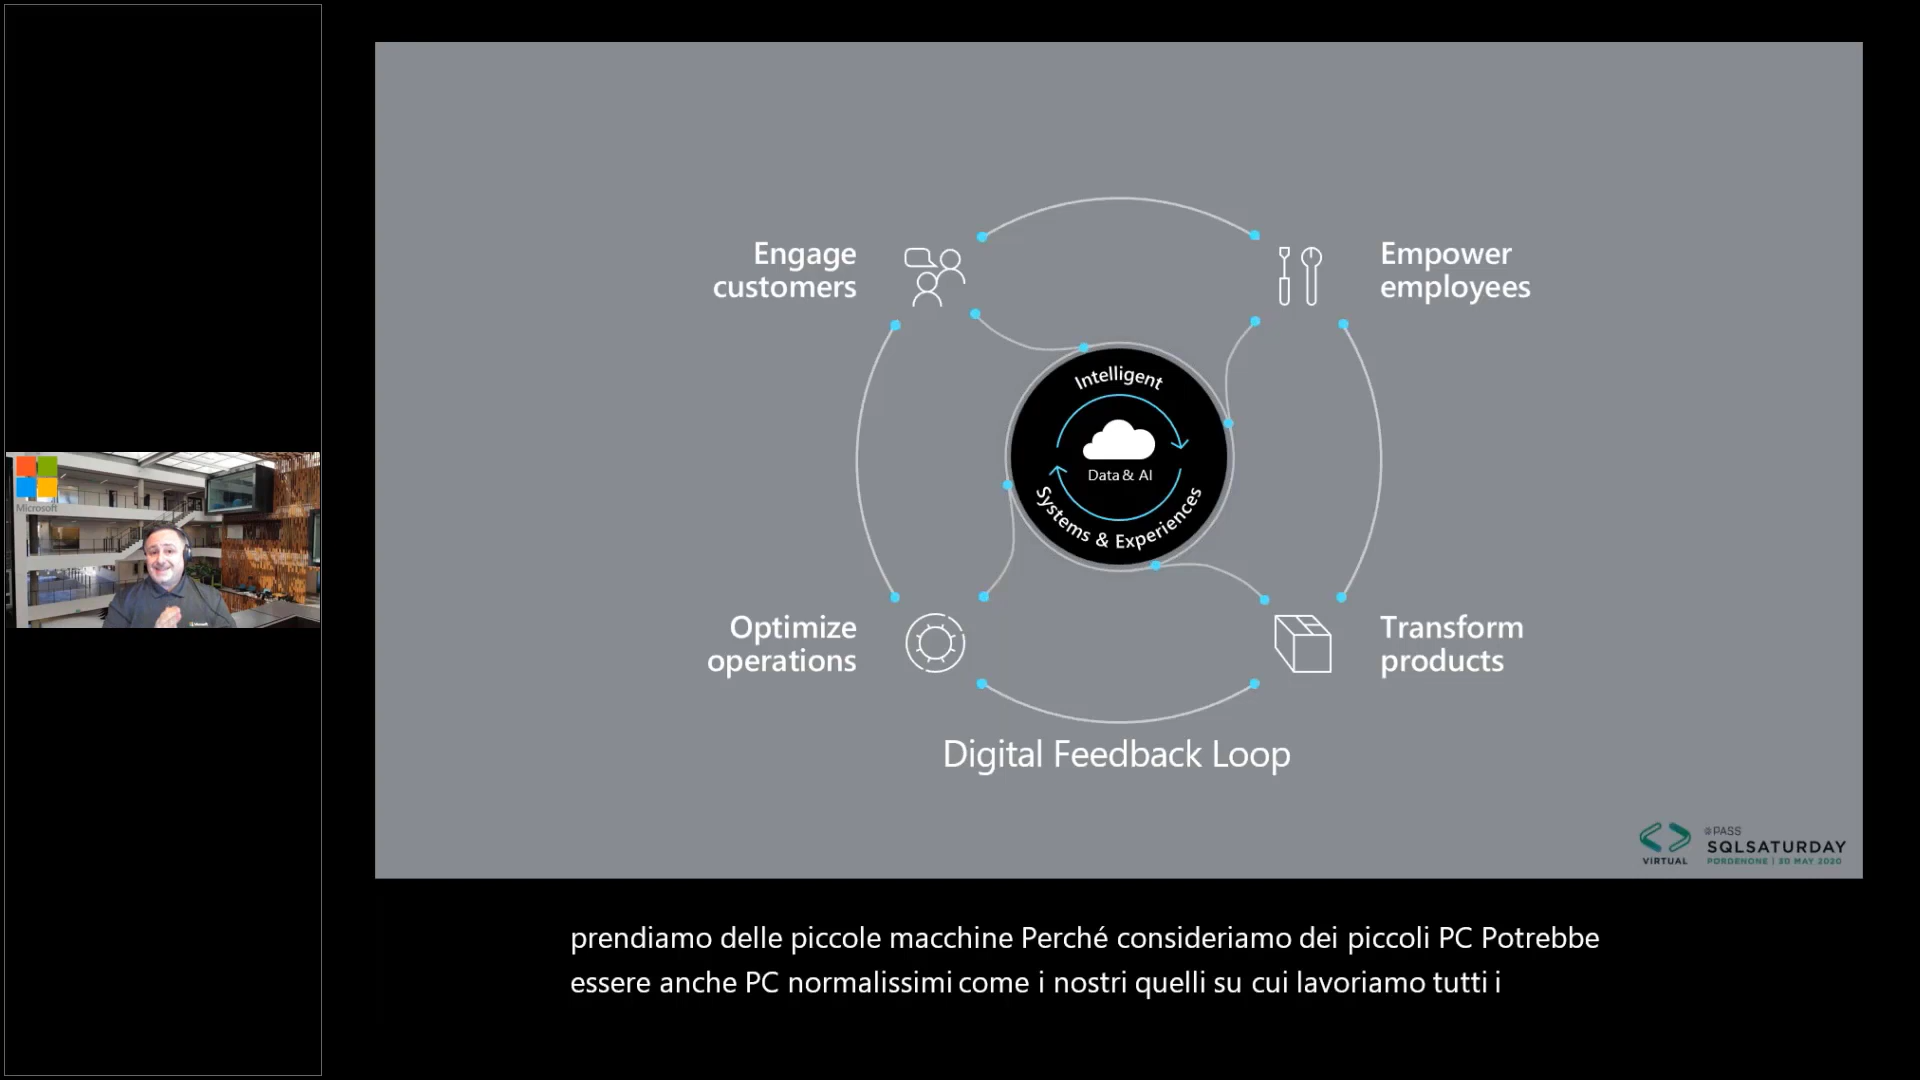 Engage
customers
Empower
employees
Intelligent
Data & AI
Systems & Experiences
Optimize
operations
Transform
products
Digital Feedback Loop
Microsoft
VIRTUAL
PASS
SQLSATURDAY
PORDENONE | 30 MAY 2020
prendiamo delle piccole macchine Perché consideriamo dei piccoli PC Potrebbe
essere anche PC normalissimi come i nostri quelli su cui lavoriamo tutti i